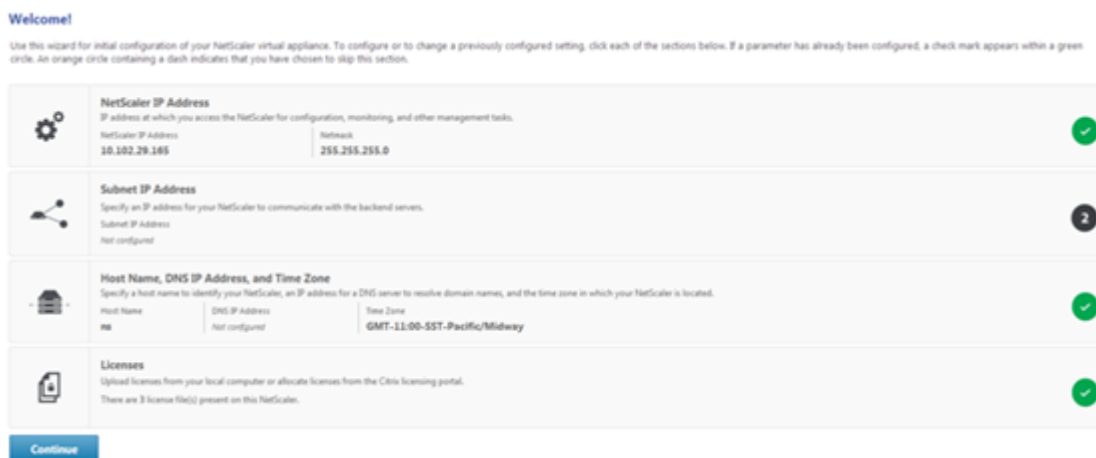 Welcome!
Use this wizard for initial configuration of your NetScaler virtual appliance. To configure or to change a previously configured setting, click each of the sections below. If a parameter has already been configured, a check mark appears within a green
circle. An orange circle containing a dash indicates that you have chosen to skip this section.
NetScaler IP Address
IP address at which you access the NetScaler for configuration, monitoring, and other management tasks.
NetScaler IP Address Netmask
10.102.29.165 255.255.255.0
Subnet IP Address
Specify an IP address for your NetScaler to communicate with the backend servers.
Subnet IP Address
Not configured
2
Host Name, DNS IP Address, and Time Zone
Specify a host name to identify your NetScaler, an IP address for a DNS server to resolve domain names, and the time zone in which your NetScaler is located.
Host Name DNS IP Address Time Zone
ns Not configured GMT-11:00-SST-Pacific/Midway
Licenses
Upload licenses from your local computer or allocate licenses from the Citrix licensing portal.
There are 3 license file(s) present on this NetScaler.
Continue